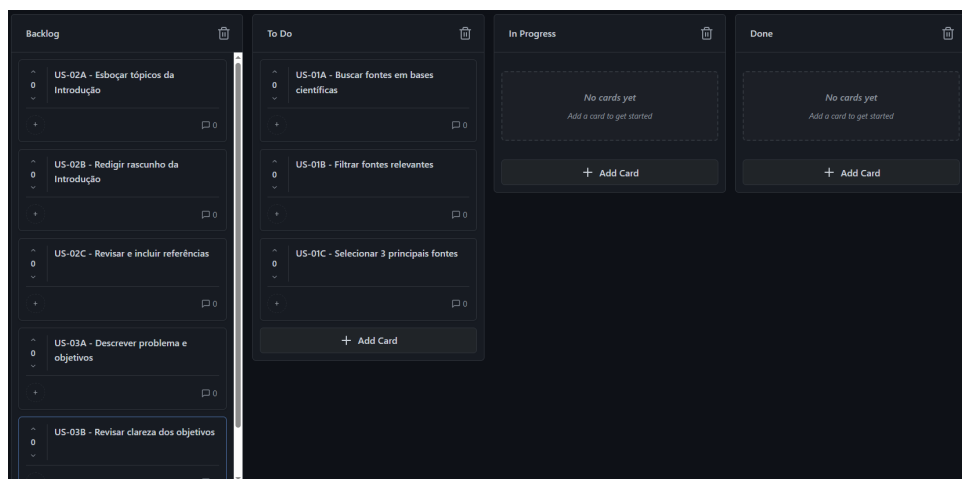 Backlog
US-02A - Esboçar tópicos da
Introdução
0
+
0
US-02B - Redigir rascunho da
Introdução
0
+
0
US-02C - Revisar e incluir referências
0
+
0
US-03A - Descrever problema e
objetivos
0
+
0
US-03B - Revisar clareza dos objetivos
0
To Do
US-01A - Buscar fontes em bases
científicas
0
+
0
US-01B - Filtrar fontes relevantes
0
+
0
US-01C - Selecionar 3 principais fontes
0
+
0
+ Add Card
In Progress
No cards yet
Add a card to get started
+ Add Card
Done
No cards yet
Add a card to get started
+ Add Card